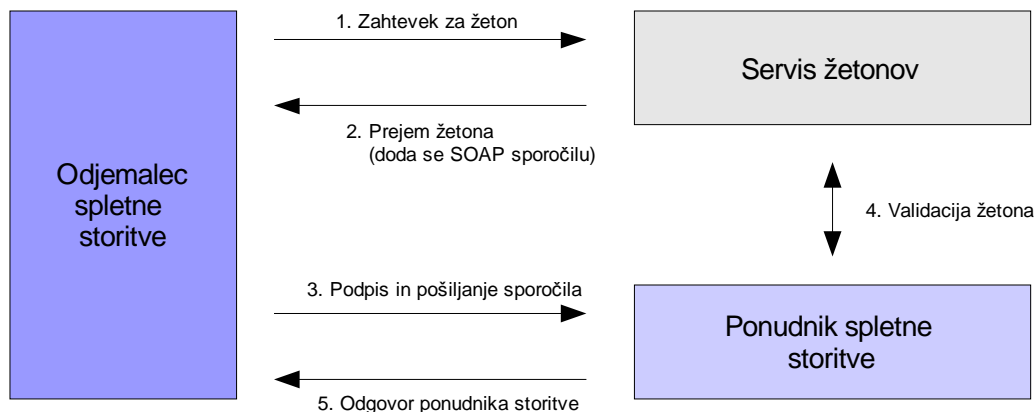 1. Zahtevek za žeton
Servis žetonov
2. Prejem žetona
(doda se SOAP sporočilu)
Odjemalec
spletne
storitve
4. Validacija žetona
3. Podpis in pošiljanje sporočila
Ponudnik spletne
storitve
5. Odgovor ponudnika storitve